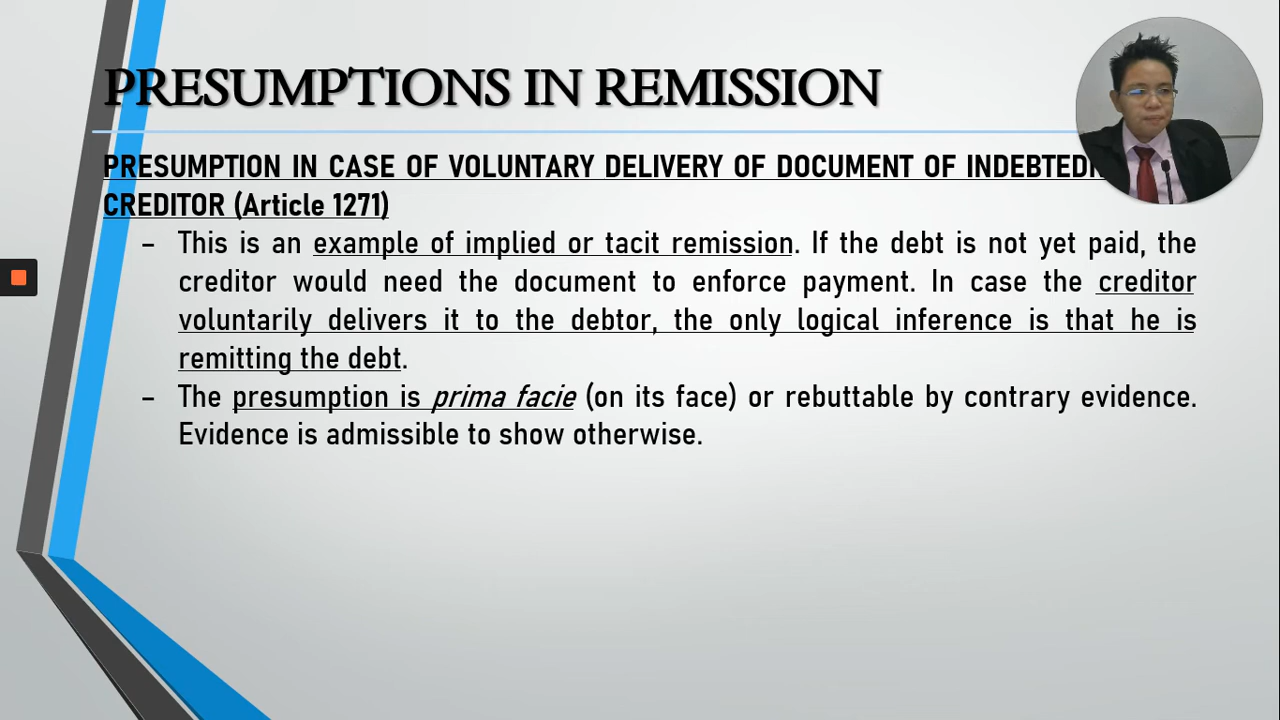 PRESUMPTIONS IN REMISSION
PRESUMPTION IN CASE OF VOLUNTARY DELIVERY OF DOCUMENT OF
CREDITOR (Article 1271)
– This is an example of implied or tacit remission. If the debt is not yet paid, the
creditor would need the document to enforce payment. In case the creditor
voluntarily delivers it to the debtor, the only logical inference is that he is
remitting the debt.
– The presumption is prima facie (on its face) or rebuttable by contrary evidence.
Evidence is admissible to show otherwise.